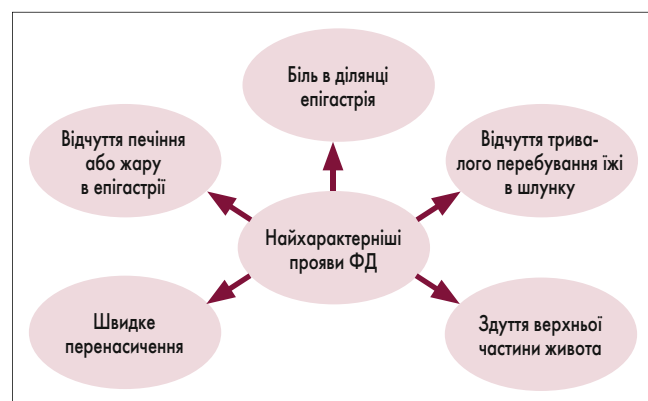 Біль в ділянці
епігастрія
Відчуття печіння
або жару
в епігастрії
Відчуття трива-
лого перебування їжі
в шлунку
Найхарактерніші
прояви ФД
Швидке
перенасичення
Здуття верхньої
частини живота